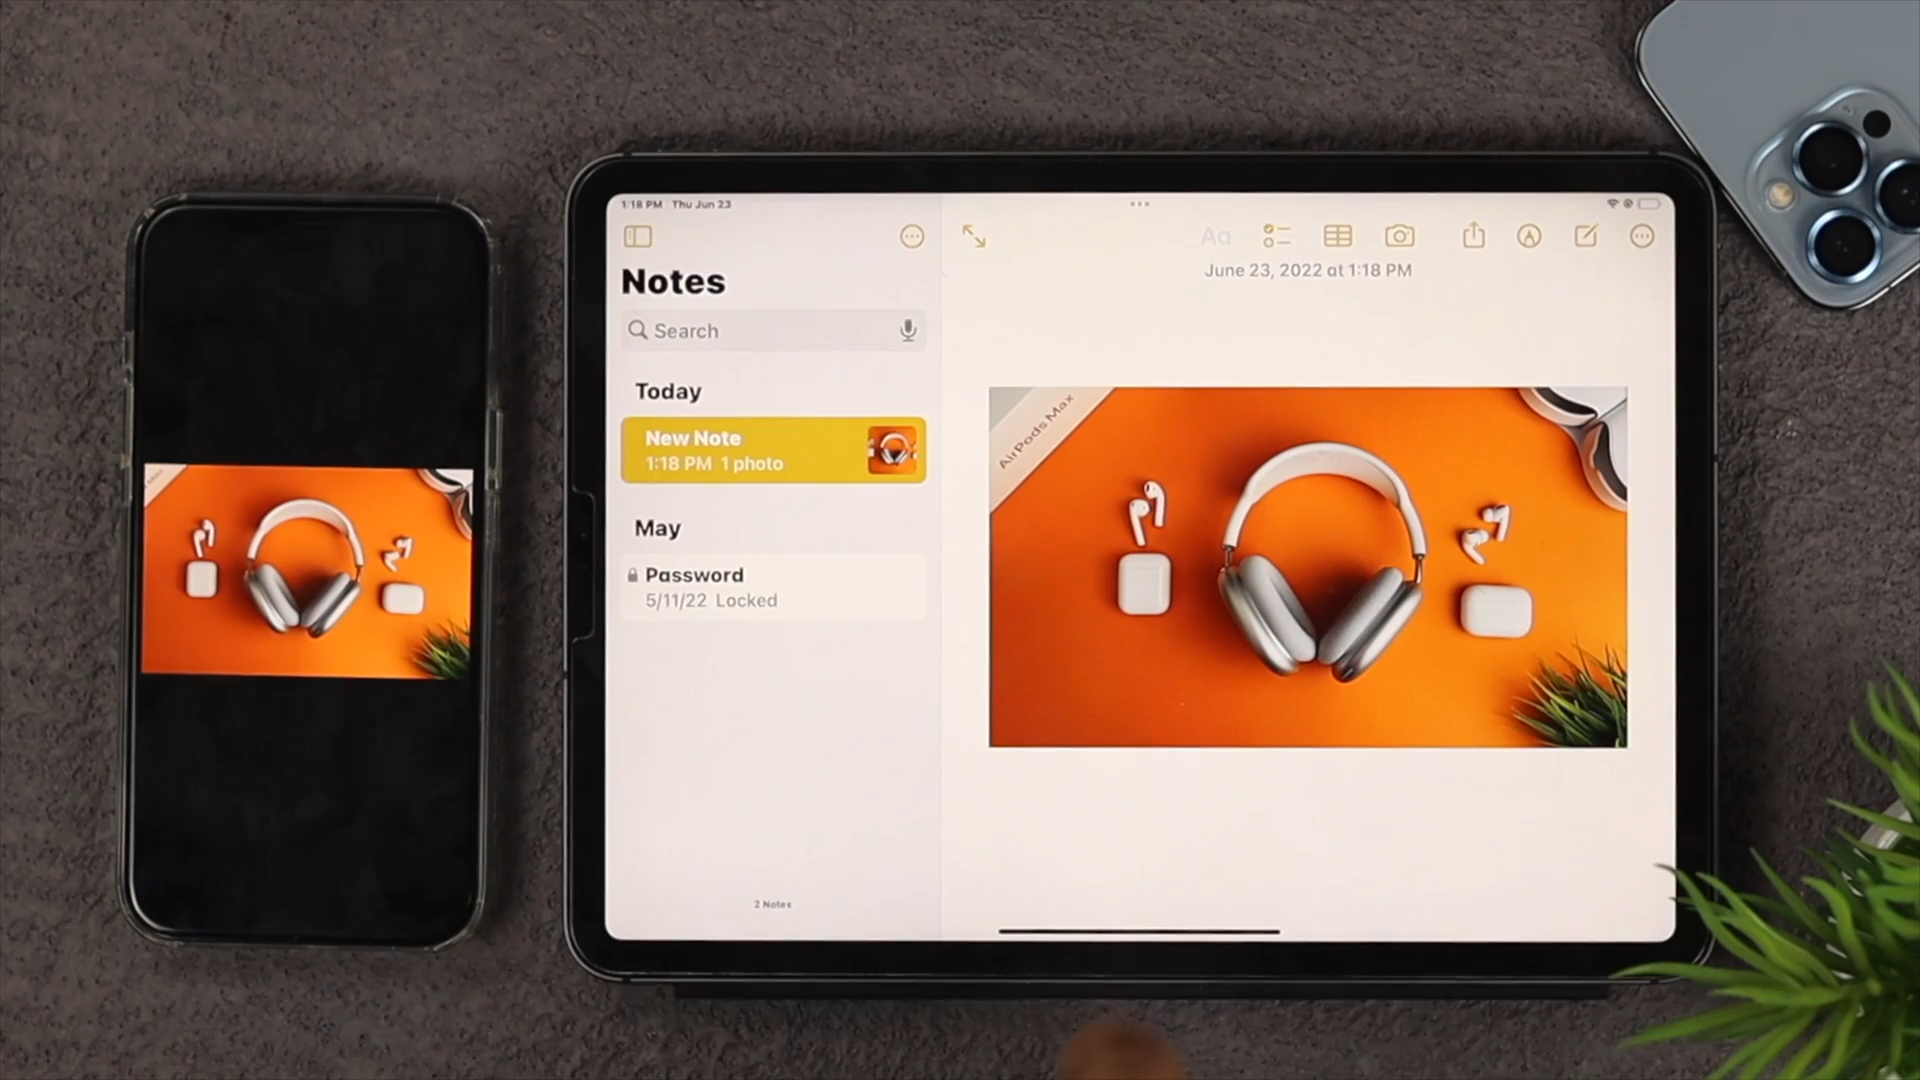 1:18 PM Thu Jun 23
Notes
Search
Today
New Note
1:18 PM 1 photo
May
Password
5/11/22 Locked
2 Notes
Aa
June 23, 2022 at 1:18 PM
AirPods Max